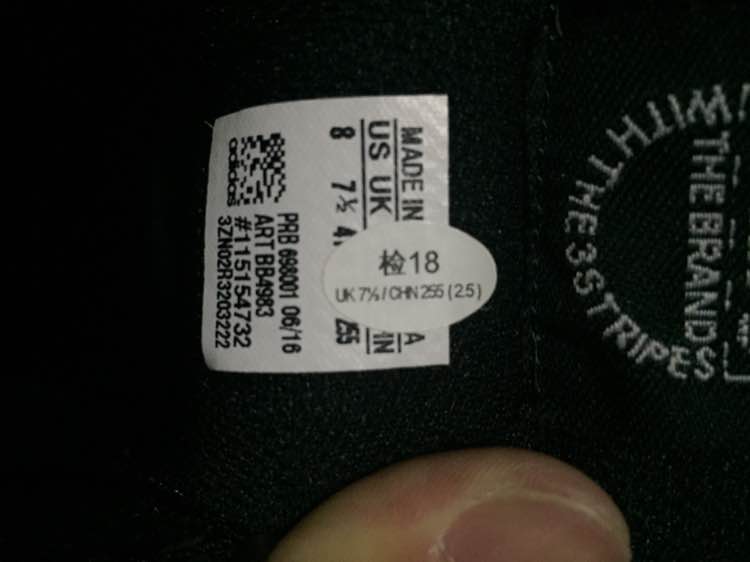 MADE IN
A
US UK
IN
8 7½ 4
255
PRB 698001 06/16
ART BB4983
#115154732
3ZN02R3203222
adidas
检18
UK 7½ / CHN 255 (2.5)
WITH THE 3 STRIPES
THE BRAND